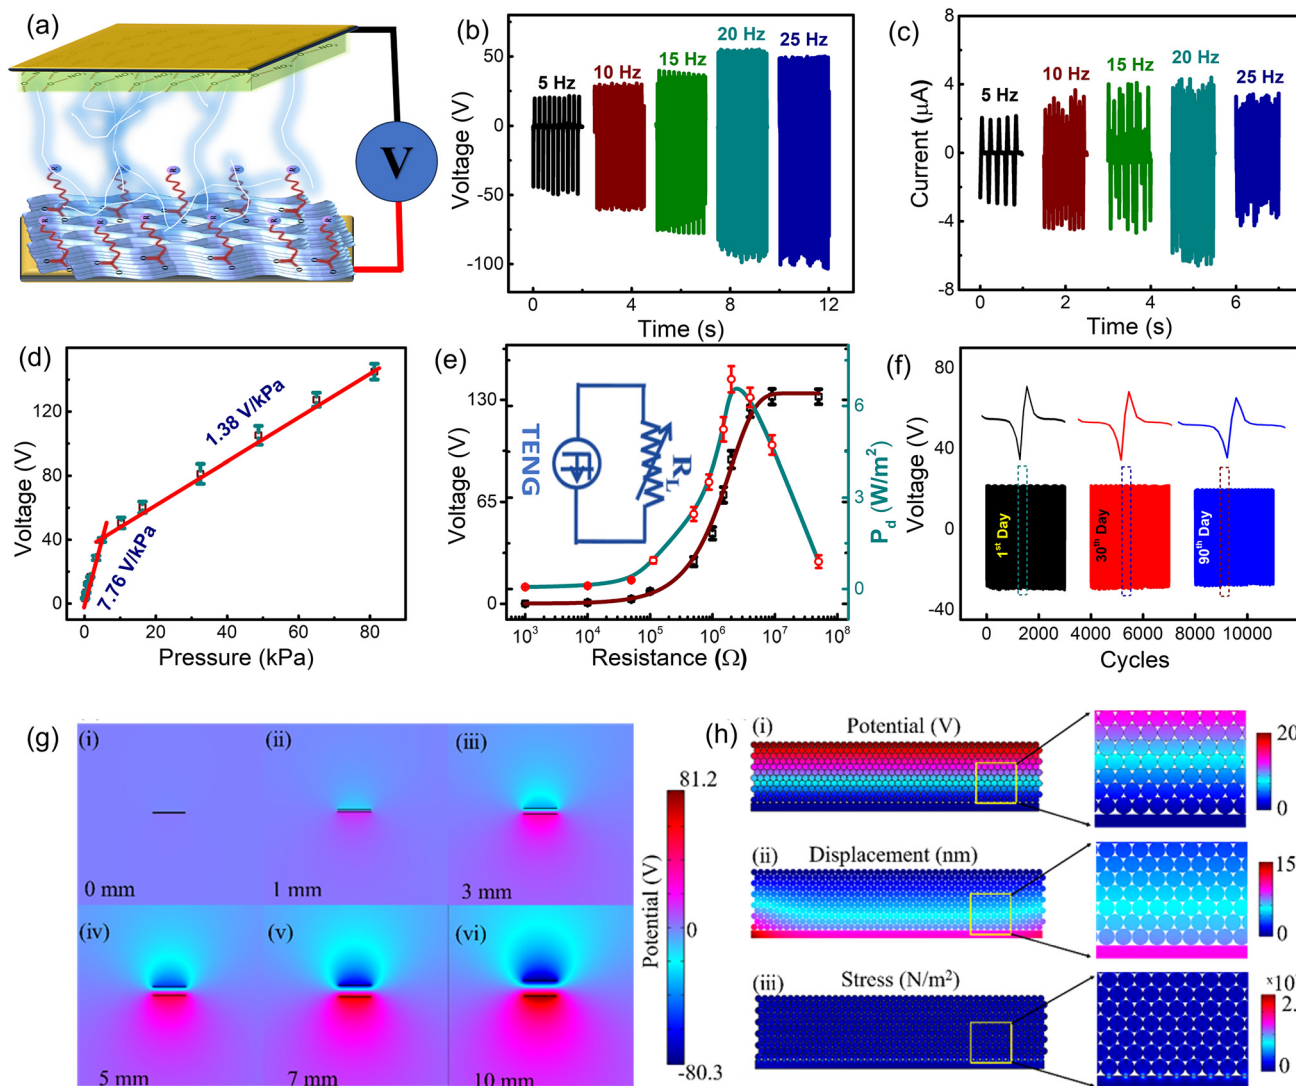 (a)
NO₂
V
R
O
(b)
Voltage (V)
50
0
-50
-100
5 Hz
10 Hz
15 Hz
20 Hz
25 Hz
0
4
8
12
Time (s)
(c)
Current (μA)
8
4
0
-4
-8
5 Hz
10 Hz
15 Hz
20 Hz
25 Hz
0
2
4
6
Time (s)
(d)
Voltage (V)
120
80
40
0
1.38 V/kPa
7.76 V/kPa
0
20
40
60
80
Pressure (kPa)
(e)
Voltage (V)
130
65
0
TENG
R_L
6
3
0
P_d (W/m²)
10³
10⁴
10⁵
10⁶
10⁷
10⁸
Resistance (Ω)
(f)
Voltage (V)
80
40
0
-40
1st Day
30th Day
90th Day
0
2000
4000
6000
8000
10000
Cycles
(g)
(i)
0 mm
(ii)
1 mm
(iii)
3 mm
(iv)
5 mm
(v)
7 mm
(vi)
10 mm
Potential (V)
81.2
0
-80.3
(h)
(i)
Potential (V)
20
0
(ii)
Displacement (nm)
15
10
0
(iii)
Stress (N/m²)
0